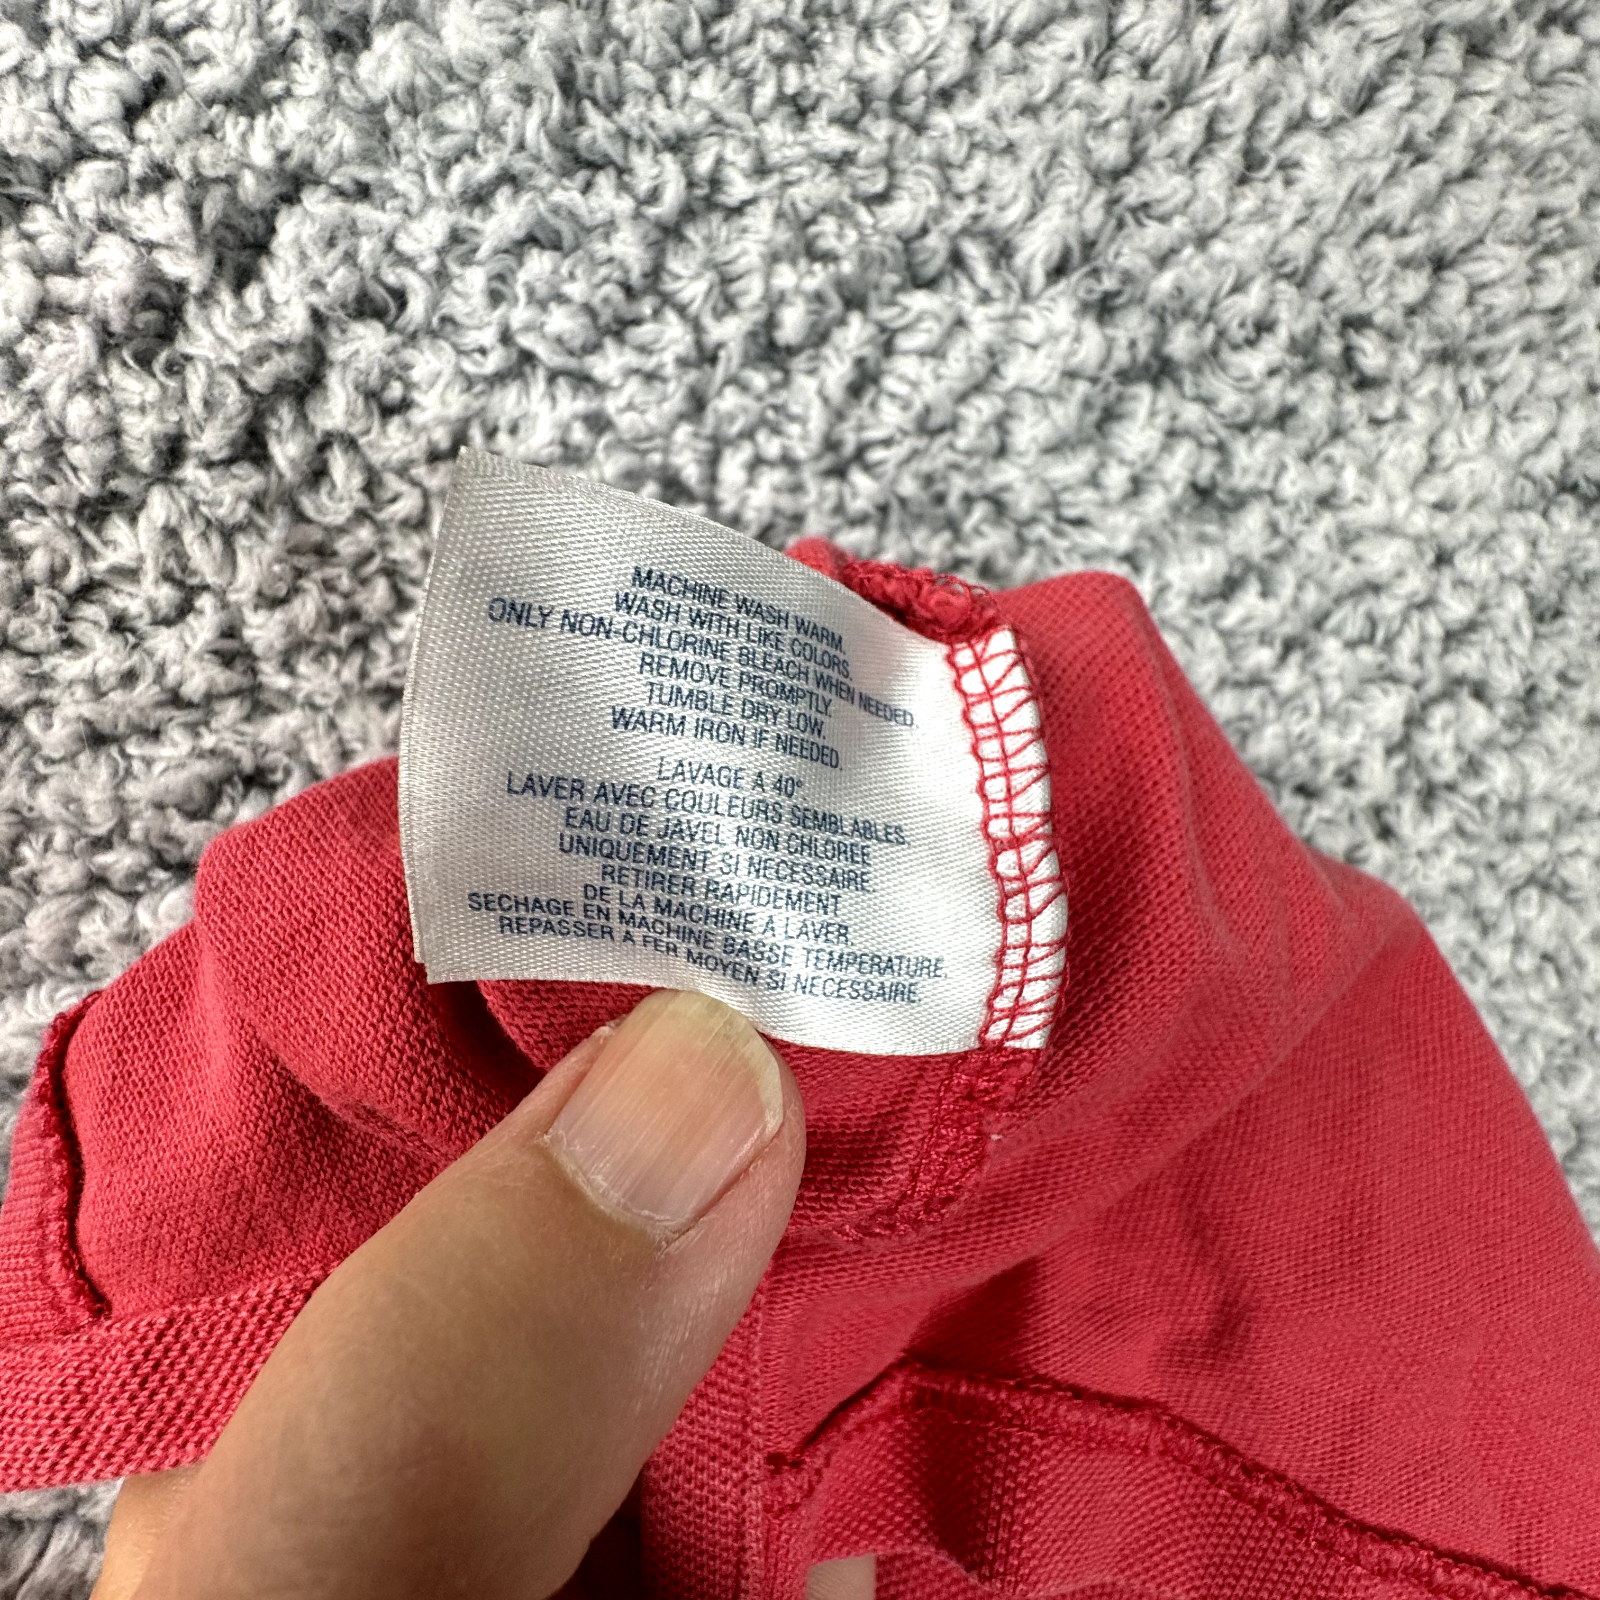 MACHINE WASH WARM.
WASH WITH LIKE COLORS.
ONLY NON-CHLORINE BLEACH WHEN NEEDED.
REMOVE PROMPTLY.
TUMBLE DRY LOW.
WARM IRON IF NEEDED.
LAVAGE A 40°
LAVER AVEC COULEURS SEMBLABLES.
EAU DE JAVEL NON CHLOREE
UNIQUEMENT SI NECESSAIRE.
RETIRER RAPIDEMENT
DE LA MACHINE A LAVER.
SECHAGE EN MACHINE BASSE TEMPERATURE.
REPASSER A FER MOYEN SI NECESSAIRE.